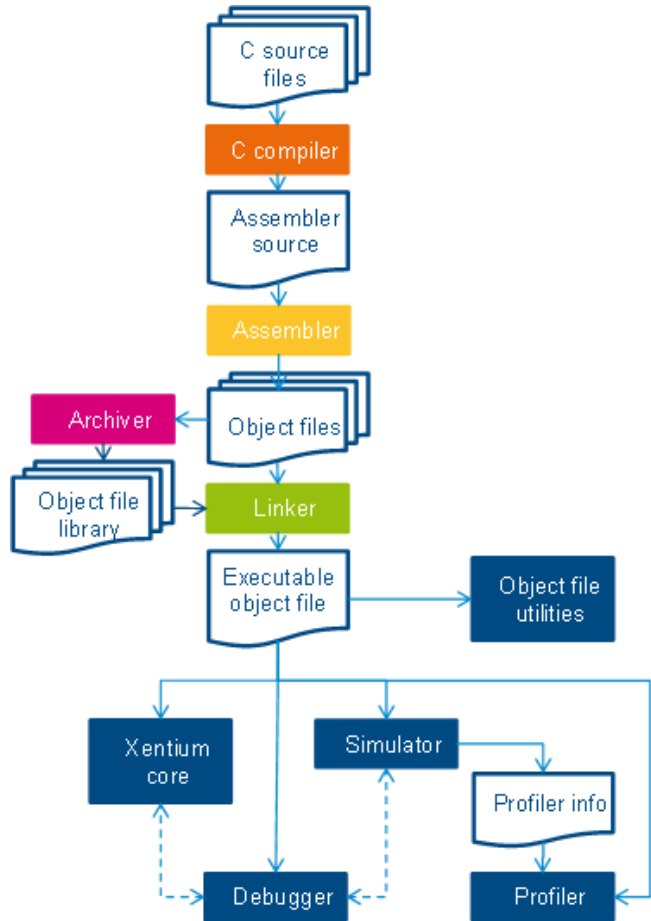 C source
files
C compiler
Assembler
source
Assembler
Archiver
Object files
Object file
library
Linker
Executable
object file
Object file
utilities
Xentium
core
Simulator
Profiler info
Debugger
Profiler